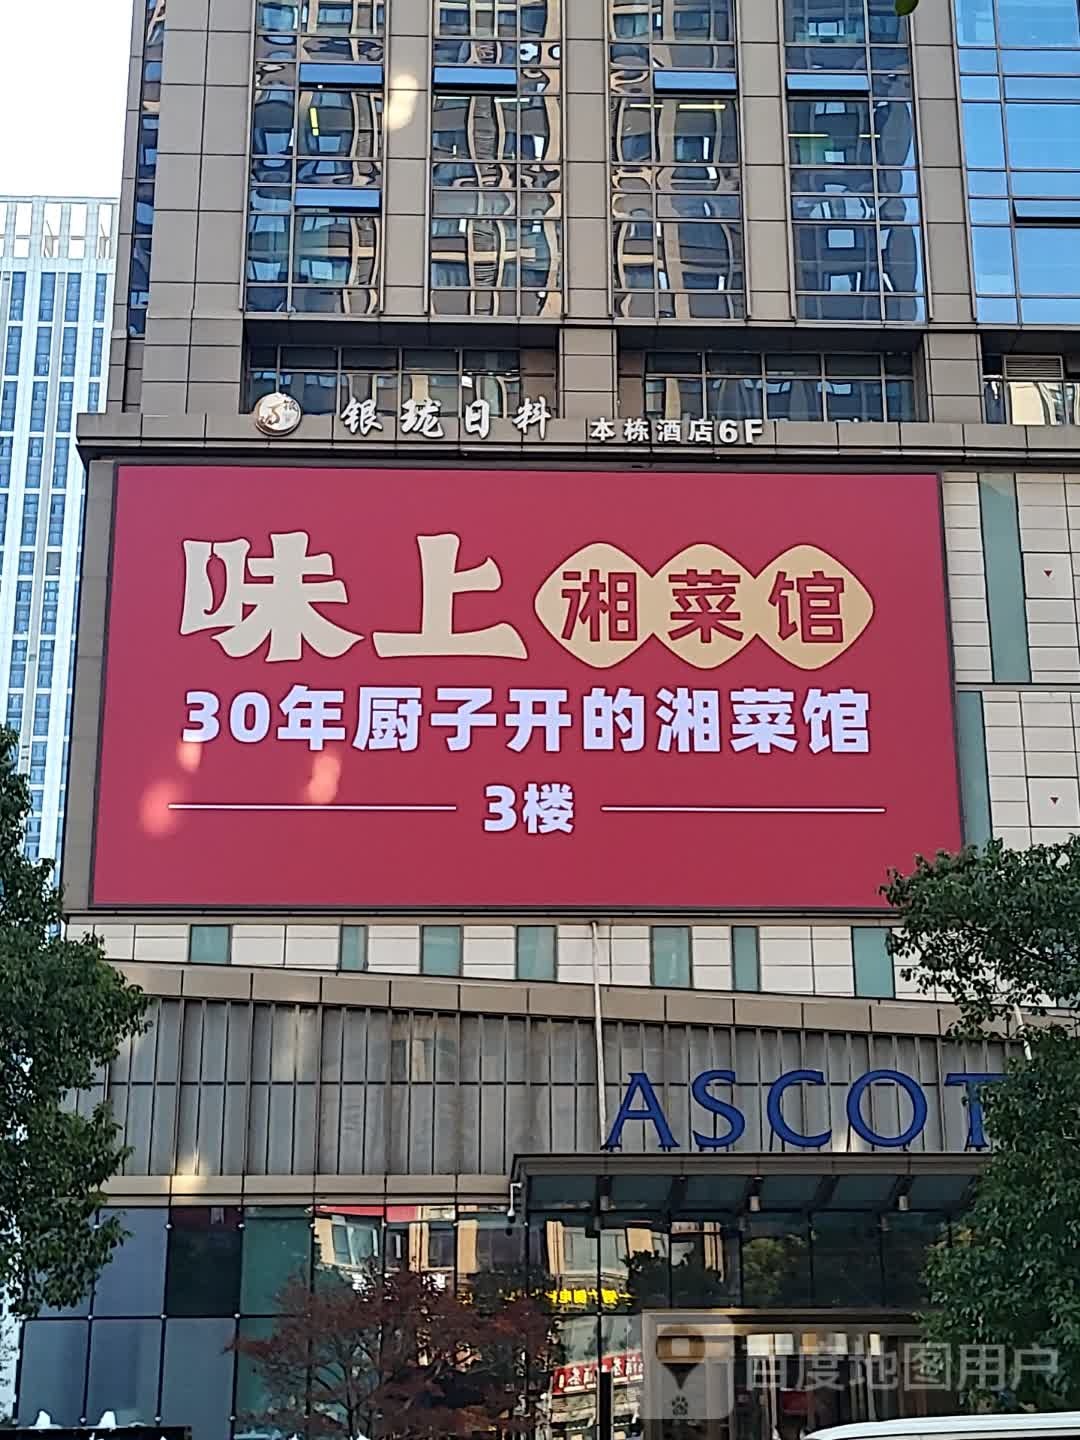 银珑日料 本栋酒店6F
味上湘菜馆
30年厨子开的湘菜馆
3楼
ASCOT
百度地图用户